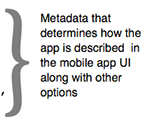 Metadata that
determines how the
app is described in
the mobile app UI
, along with other
options